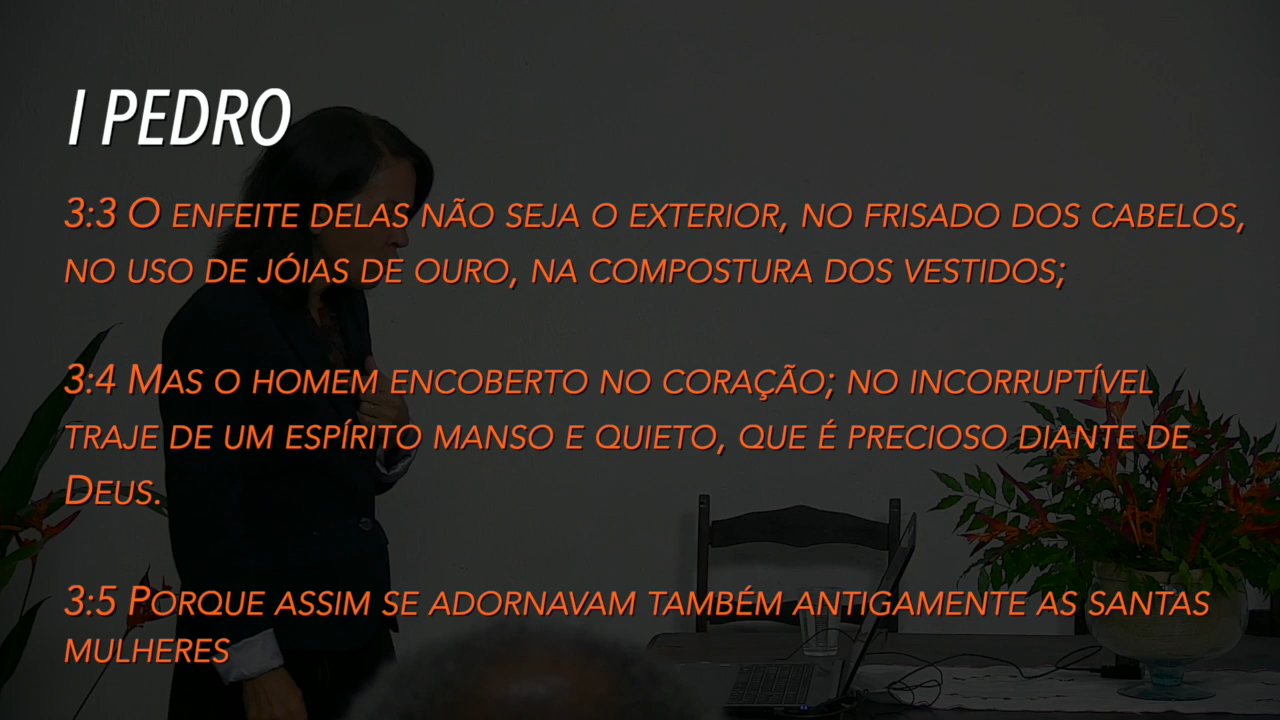 I PEDRO
3:3 O ENFEITE DELAS NÃO SEJA O EXTERIOR, NO FRISADO DOS CABELOS,
NO USO DE JÓIAS DE OURO, NA COMPOSTURA DOS VESTIDOS;
3:4 MAS O HOMEM ENCOBERTO NO CORAÇÃO; NO INCORRUPTÍVEL
TRAJE DE UM ESPÍRITO MANSO E QUIETO, QUE É PRECIOSO DIANTE DE
DEUS.
3:5 PORQUE ASSIM SE ADORNAVAM TAMBÉM ANTIGAMENTE AS SANTAS
MULHERES